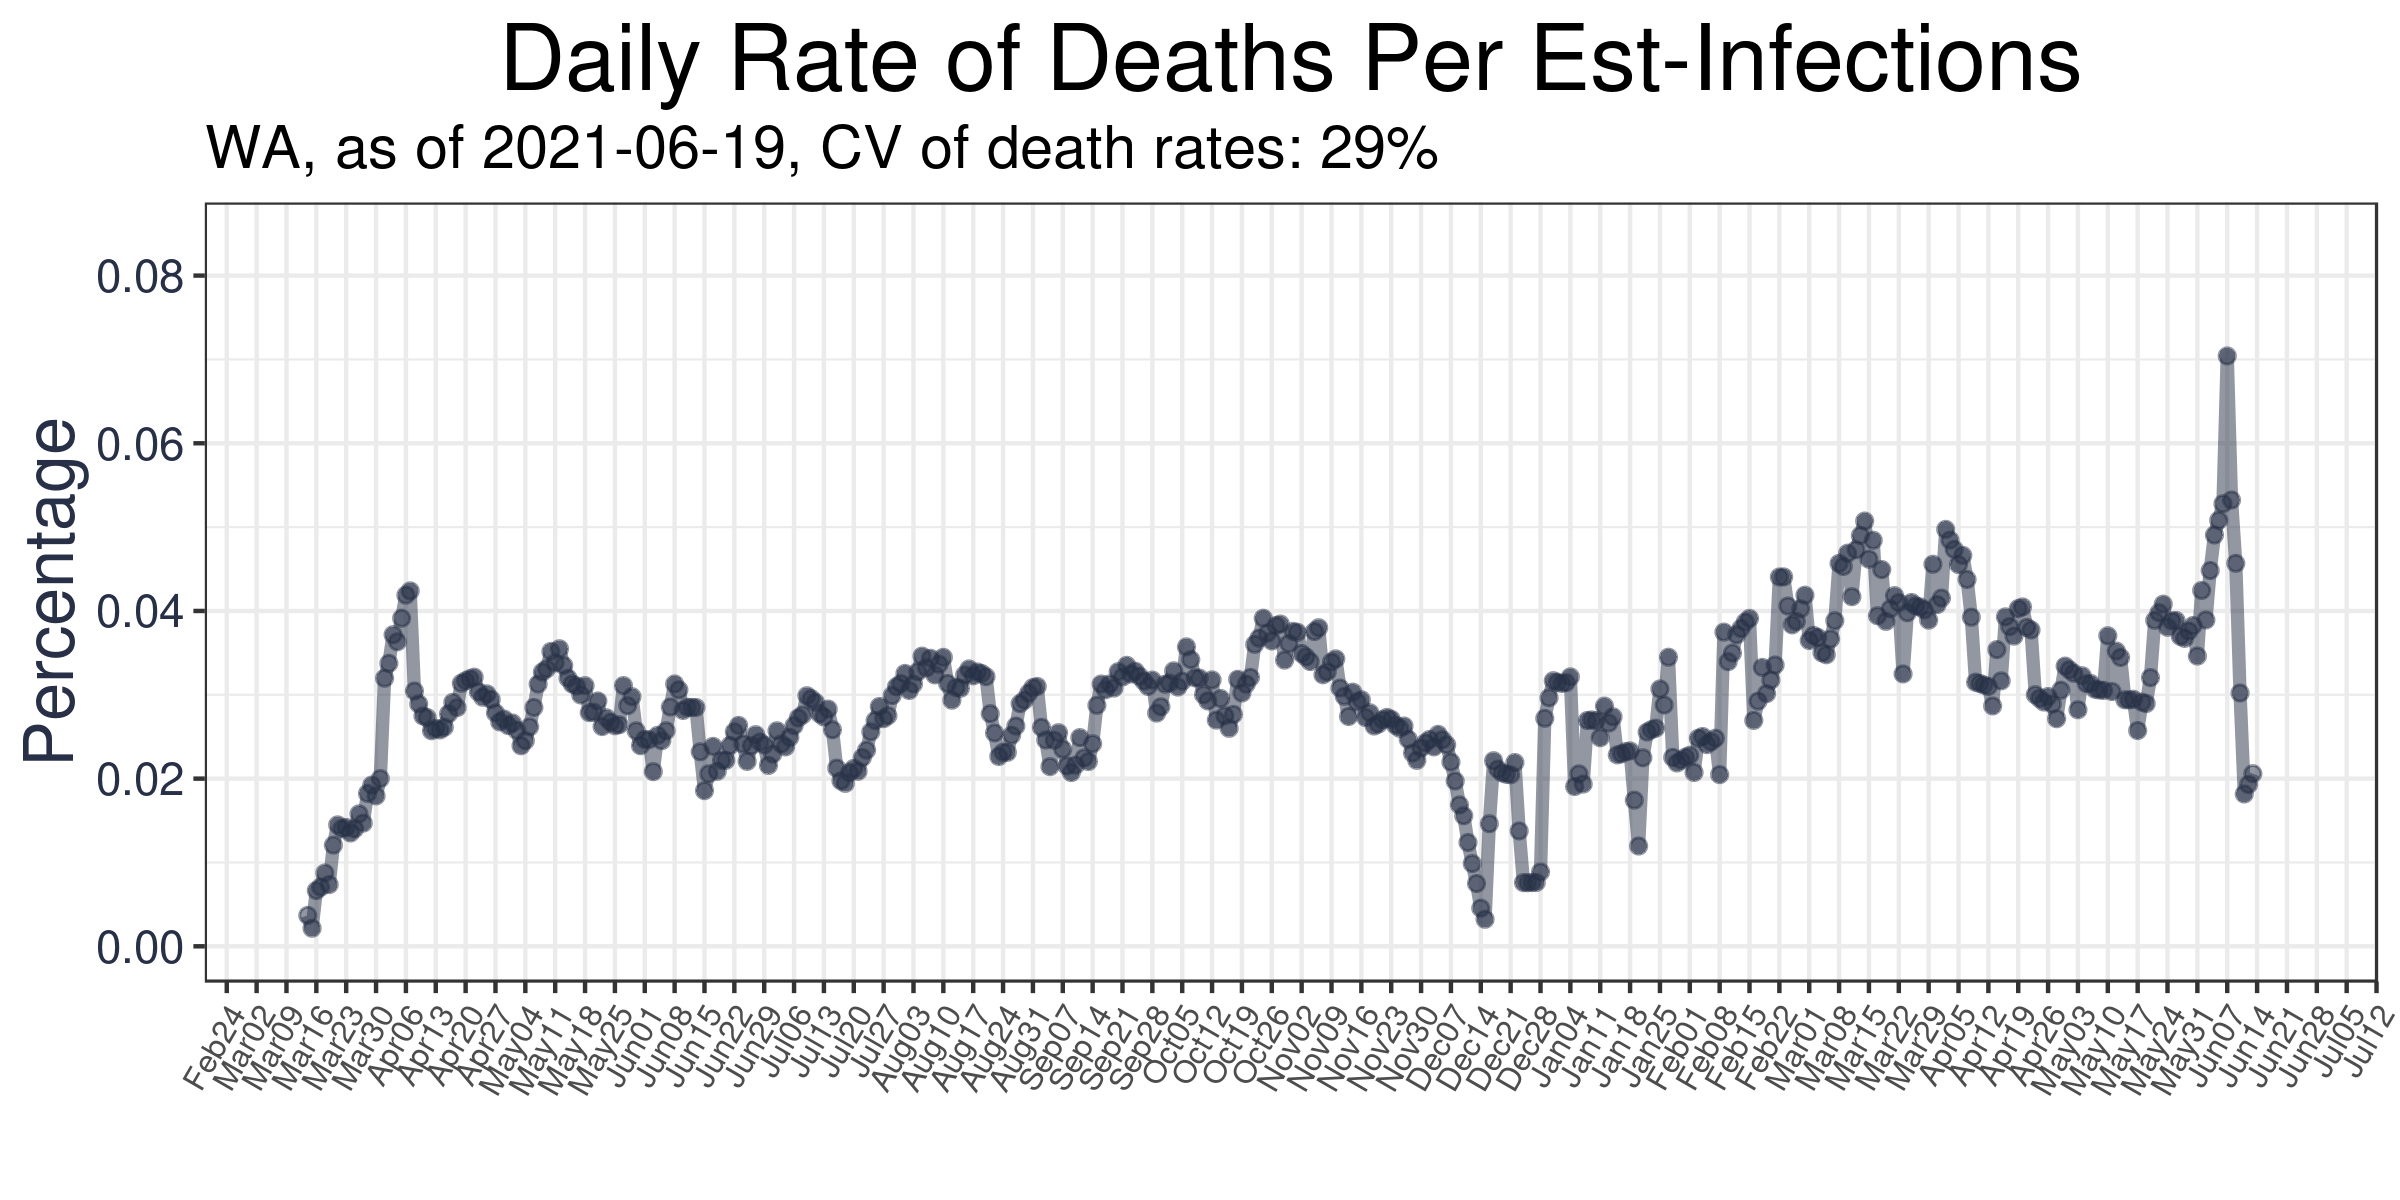 Daily Rate of Deaths Per Est-Infections
WA, as of 2021-06-19, CV of death rates: 29%
Percentage
0.08
0.06
0.04
0.02
0.00
Feb24
Mar02
Mar09
Mar16
Mar23
Mar30
Apr06
Apr13
Apr20
Apr27
May04
May11
May18
May25
Jun01
Jun08
Jun15
Jun22
Jun29
Jul06
Jul13
Jul20
Jul27
Aug03
Aug10
Aug17
Aug24
Aug31
Sep07
Sep14
Sep21
Sep28
Oct05
Oct12
Oct19
Oct26
Nov02
Nov09
Nov16
Nov23
Nov30
Dec07
Dec14
Dec21
Dec28
Jan04
Jan11
Jan18
Jan25
Feb01
Feb08
Feb15
Feb22
Mar01
Mar08
Mar15
Mar22
Mar29
Apr05
Apr12
Apr19
Apr26
May03
May10
May17
May24
May31
Jun07
Jun14
Jun21
Jun28
Jul05
Jul12